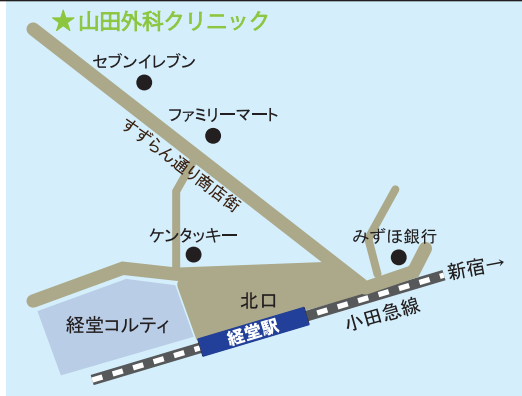 ★山田外科クリニック
セブンイレブン
ファミリーマート
すずらん通り商店街
ケンタッキー
みずほ銀行
新宿→
北口
経堂コルティ
経堂駅
小田急線